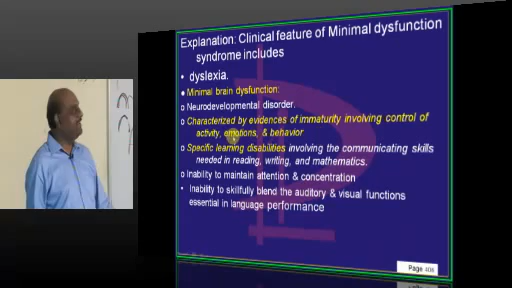 Explanation: Clinical feature of Minimal dysfunction
syndrome includes
• dyslexia.
● Minimal brain dysfunction:
o Neurodevelopmental disorder.
o Characterized by evidences of immaturity involving control of
activity, emotions, & behavior
o Specific learning disabilities involving the communicating skills
needed in reading, writing, and mathematics.
o Inability to maintain attention & concentration
• Inability to skillfully blend the auditory & visual functions
essential in language performance
Page 408